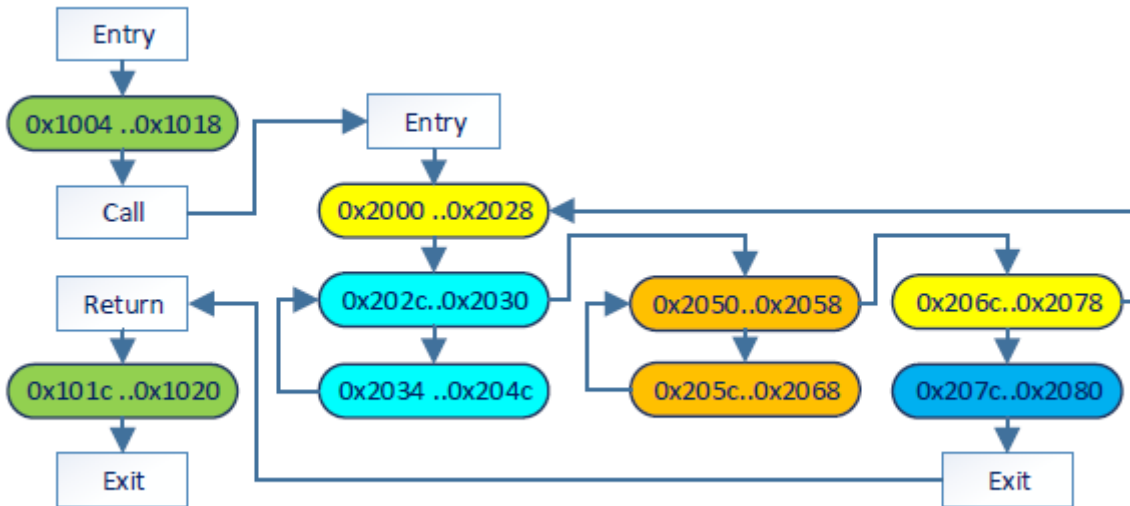 Entry
0x1004 ..0x1018
Call
Return
0x101c ..0x1020
Exit
Entry
0x2000 ..0x2028
0x202c..0x2030
0x2034 ..0x204c
0x2050..0x2058
0x205c..0x2068
0x206c..0x2078
0x207c..0x2080
Exit